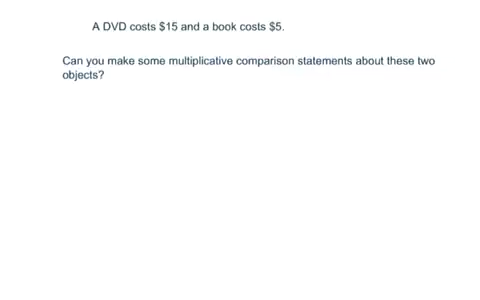 A DVD costs $15 and a book costs $5.
Can you make some multiplicative comparison statements about these two
objects?